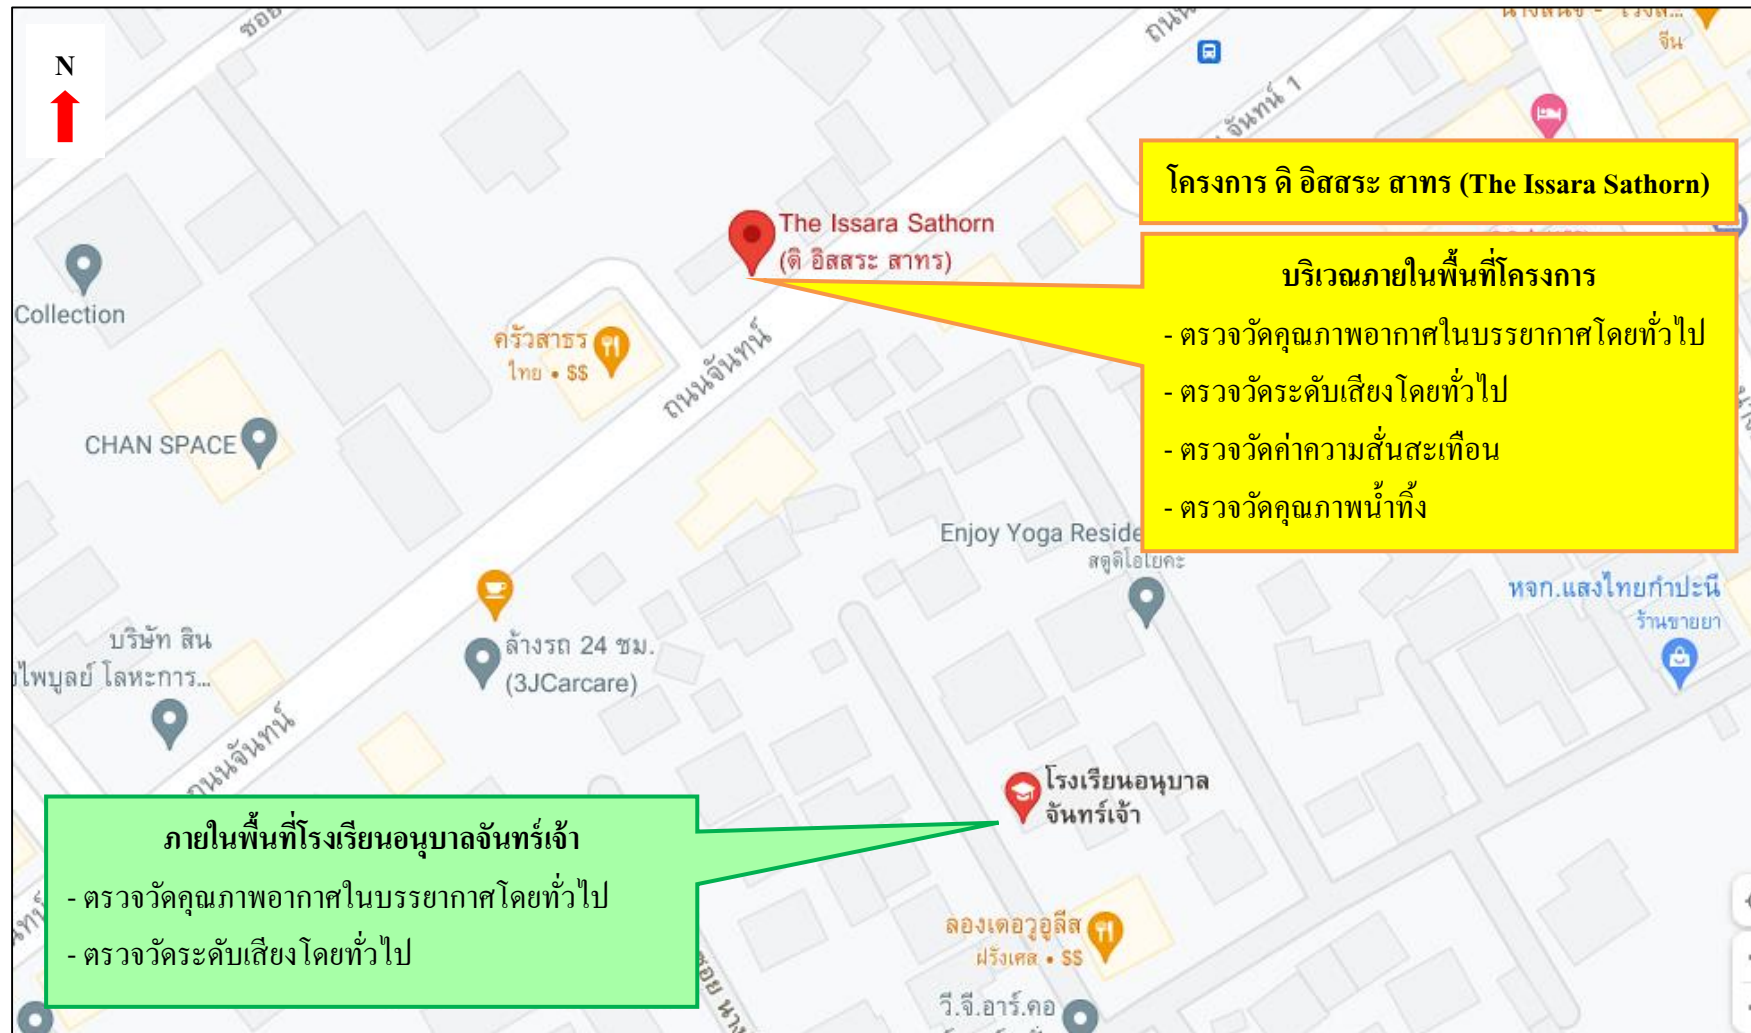 ซอย
ถนน
จีน
N
จันทน์ 1
โครงการ ดิ อิสสระ สาทร (The Issara Sathorn)
The Issara Sathorn
(ดิ อิสสระ สาทร)
บริเวณภายในพื้นที่โครงการ
- ตรวจวัดคุณภาพอากาศในบรรยากาศโดยทั่วไป
- ตรวจวัดระดับเสียงโดยทั่วไป
- ตรวจวัดค่าความสั่นสะเทือน
- ตรวจวัดคุณภาพน้ำทิ้ง
Collection
ครัวสาธร
ไทย • $$
ถนนจันทน์
CHAN SPACE
Enjoy Yoga Reside
สตูดิโอโยคะ
หจก.แสงไทยกำปะนี
ร้านขายยา
บริษัท สิน
ไพบูลย์ โลหะการ...
ล้างรถ 24 ชม.
(3JCarcare)
ถนนจันทน์
โรงเรียนอนุบาล
จันทร์เจ้า
ภายในพื้นที่โรงเรียนอนุบาลจันทร์เจ้า
- ตรวจวัดคุณภาพอากาศในบรรยากาศโดยทั่วไป
- ตรวจวัดระดับเสียงโดยทั่วไป
ลองเตอวูอูลีส
ฝรั่งเศส • $$
ซอย นาง
วี.จี.อาร์.คอ